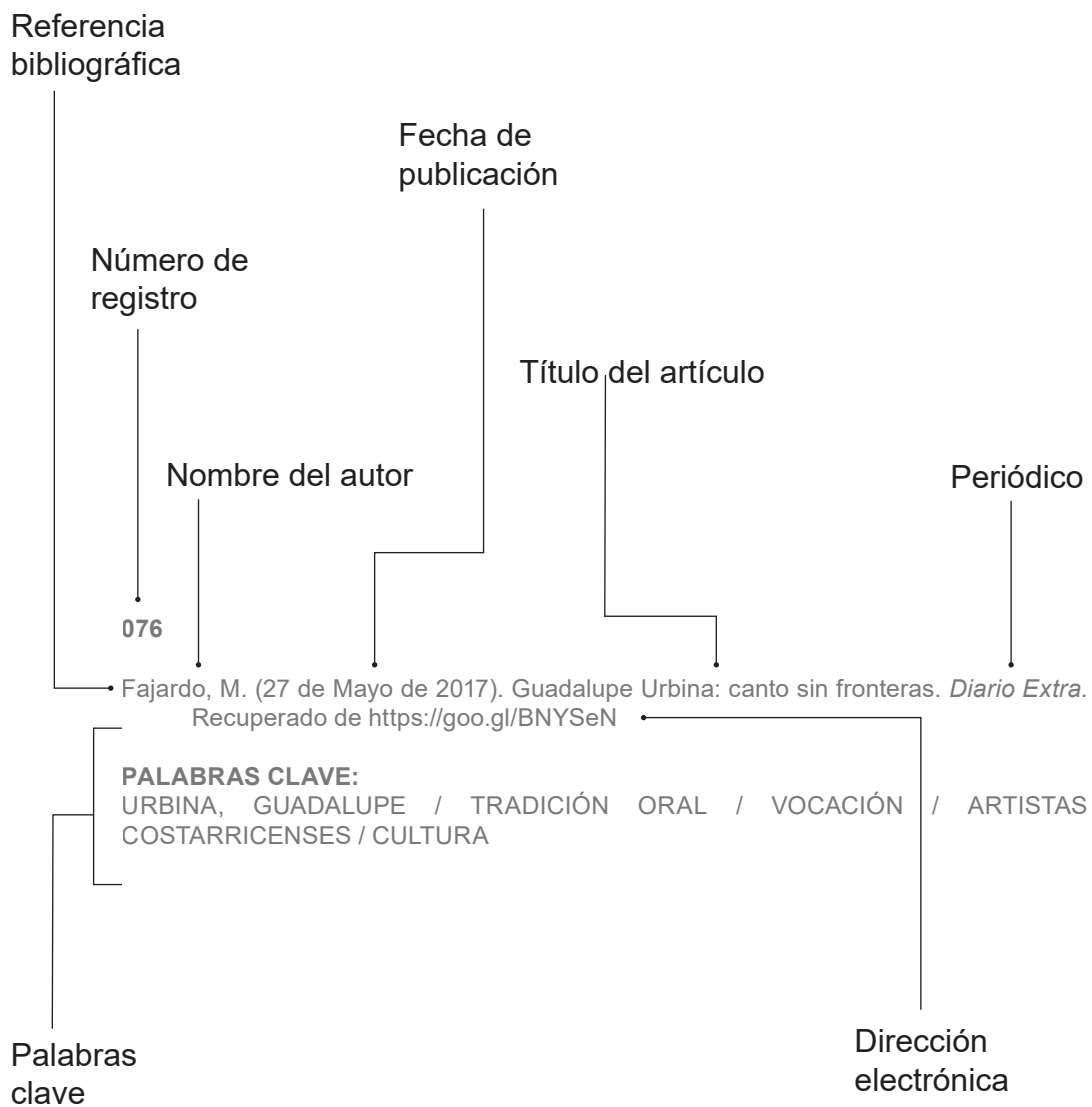 Referencia
bibliográfica
Fecha de
publicación
Número de
registro
Título del artículo
Nombre del autor
Periódico
076
Fajardo, M. (27 de Mayo de 2017). Guadalupe Urbina: canto sin fronteras. Diario Extra.
Recuperado de https://goo.gl/BNYSeN
PALABRAS CLAVE:
URBINA, GUADALUPE / TRADICIÓN ORAL / VOCACIÓN / ARTISTAS
COSTARRICENSES / CULTURA
Palabras
clave
Dirección
electrónica